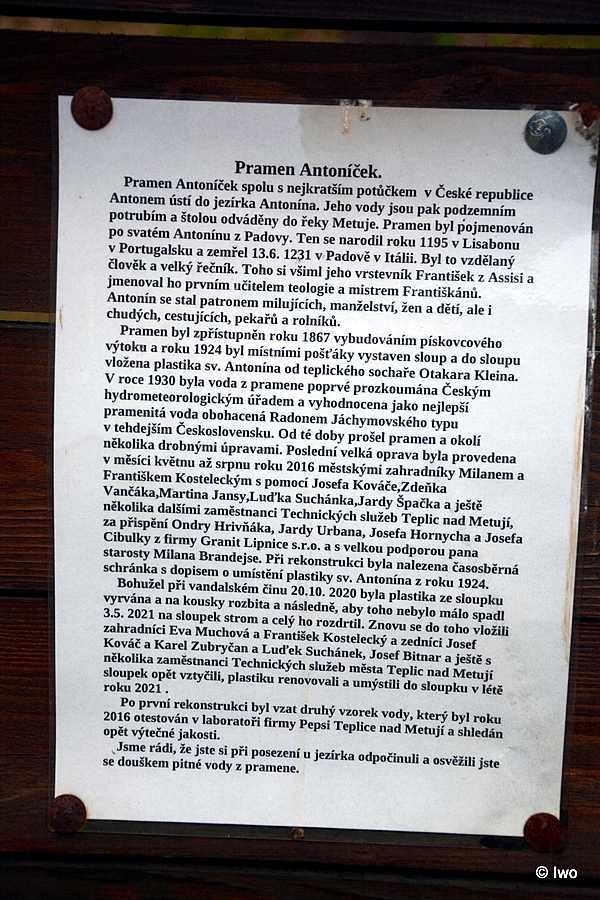 Pramen Antoníček.
Pramen Antoníček spolu s nejkratším potůčkem v České republice
Antonem ústí do jezírka Antonína. Jeho vody jsou pak podzemním
potrubím a štolou odváděny do řeky Metuje. Pramen byl pojmenován
po svatém Antonínu z Padovy. Ten se narodil roku 1195 v Lisabonu
v Portugalsku a zemřel 13.6. 1231 v Padově v Itálii. Byl to vzdělaný
člověk a velký řečník. Toho si všiml jeho vrstevník František z Assisi a
jmenoval ho prvním učitelem teologie a mistrem Františkánů.
Antonín se stal patronem milujících, manželství, žen a dětí, ale i
chudých, cestujících, pekařů a rolníků.
Pramen byl zpřístupněn roku 1867 vybudováním pískovcového
výtoku a roku 1924 byl místními pošťáky vystaven sloup a do sloupu
vložena plastika sv. Antonína od teplického sochaře Otakara Kleina.
V roce 1930 byla voda z pramene poprvé prozkoumána Českým
hydrometeorologickým úřadem a vyhodnocena jako nejlepší
pramenitá voda obohacená Radonem Jáchymovského typu
v tehdejším Československu. Od té doby prošel pramen a okolí
několika drobnými úpravami. Poslední velká oprava byla provedena
v měsíci květnu až srpnu roku 2016 městskými zahradníky Milanem a
Františkem Kosteleckým s pomocí Josefa Kováče,Zdeňka
Vančáka,Martina Jansy,Luďka Suchánka,Jardy Špačka a ještě
několika dalšími zaměstnanci Technických služeb Teplic nad Metují,
za přispění Ondry Hrivňáka, Jardy Urbana, Josefa Hornycha a Josefa
Cibulky z firmy Granit Lipnice s.r.o. a s velkou podporou pana
starosty Milana Brandejse. Při rekonstrukci byla nalezena časosběrná
schránka s dopisem o umístění plastiky sv. Antonína z roku 1924.
Bohužel při vandalském činu 20.10. 2020 byla plastika ze sloupku
vyrvána a na kousky rozbita a následně, aby toho nebylo málo spadl
3.5. 2021 na sloupek strom a celý ho rozdrtil. Znovu se do toho vložili
zahradníci Eva Muchová a František Kostelecký a zedníci Josef
Kováč a Karel Zubryčan a Luďek Suchánek, Josef Bitnar a ještě s
několika zaměstnanci Technických služeb města Teplic nad Metují
sloupek opět vztyčili, plastiku renovovali a umýstili do sloupku v létě
roku 2021 .
Po první rekonstrukci byl vzat druhý vzorek vody, který byl roku
2016 otestován v laboratoři firmy Pepsi Teplice nad Metují a shledán
opět výtečné jakosti.
Jsme rádi, že jste si při posezení u jezírka odpočinuli a osvěžili jste
se douškem pitné vody z pramene.
© Iwo